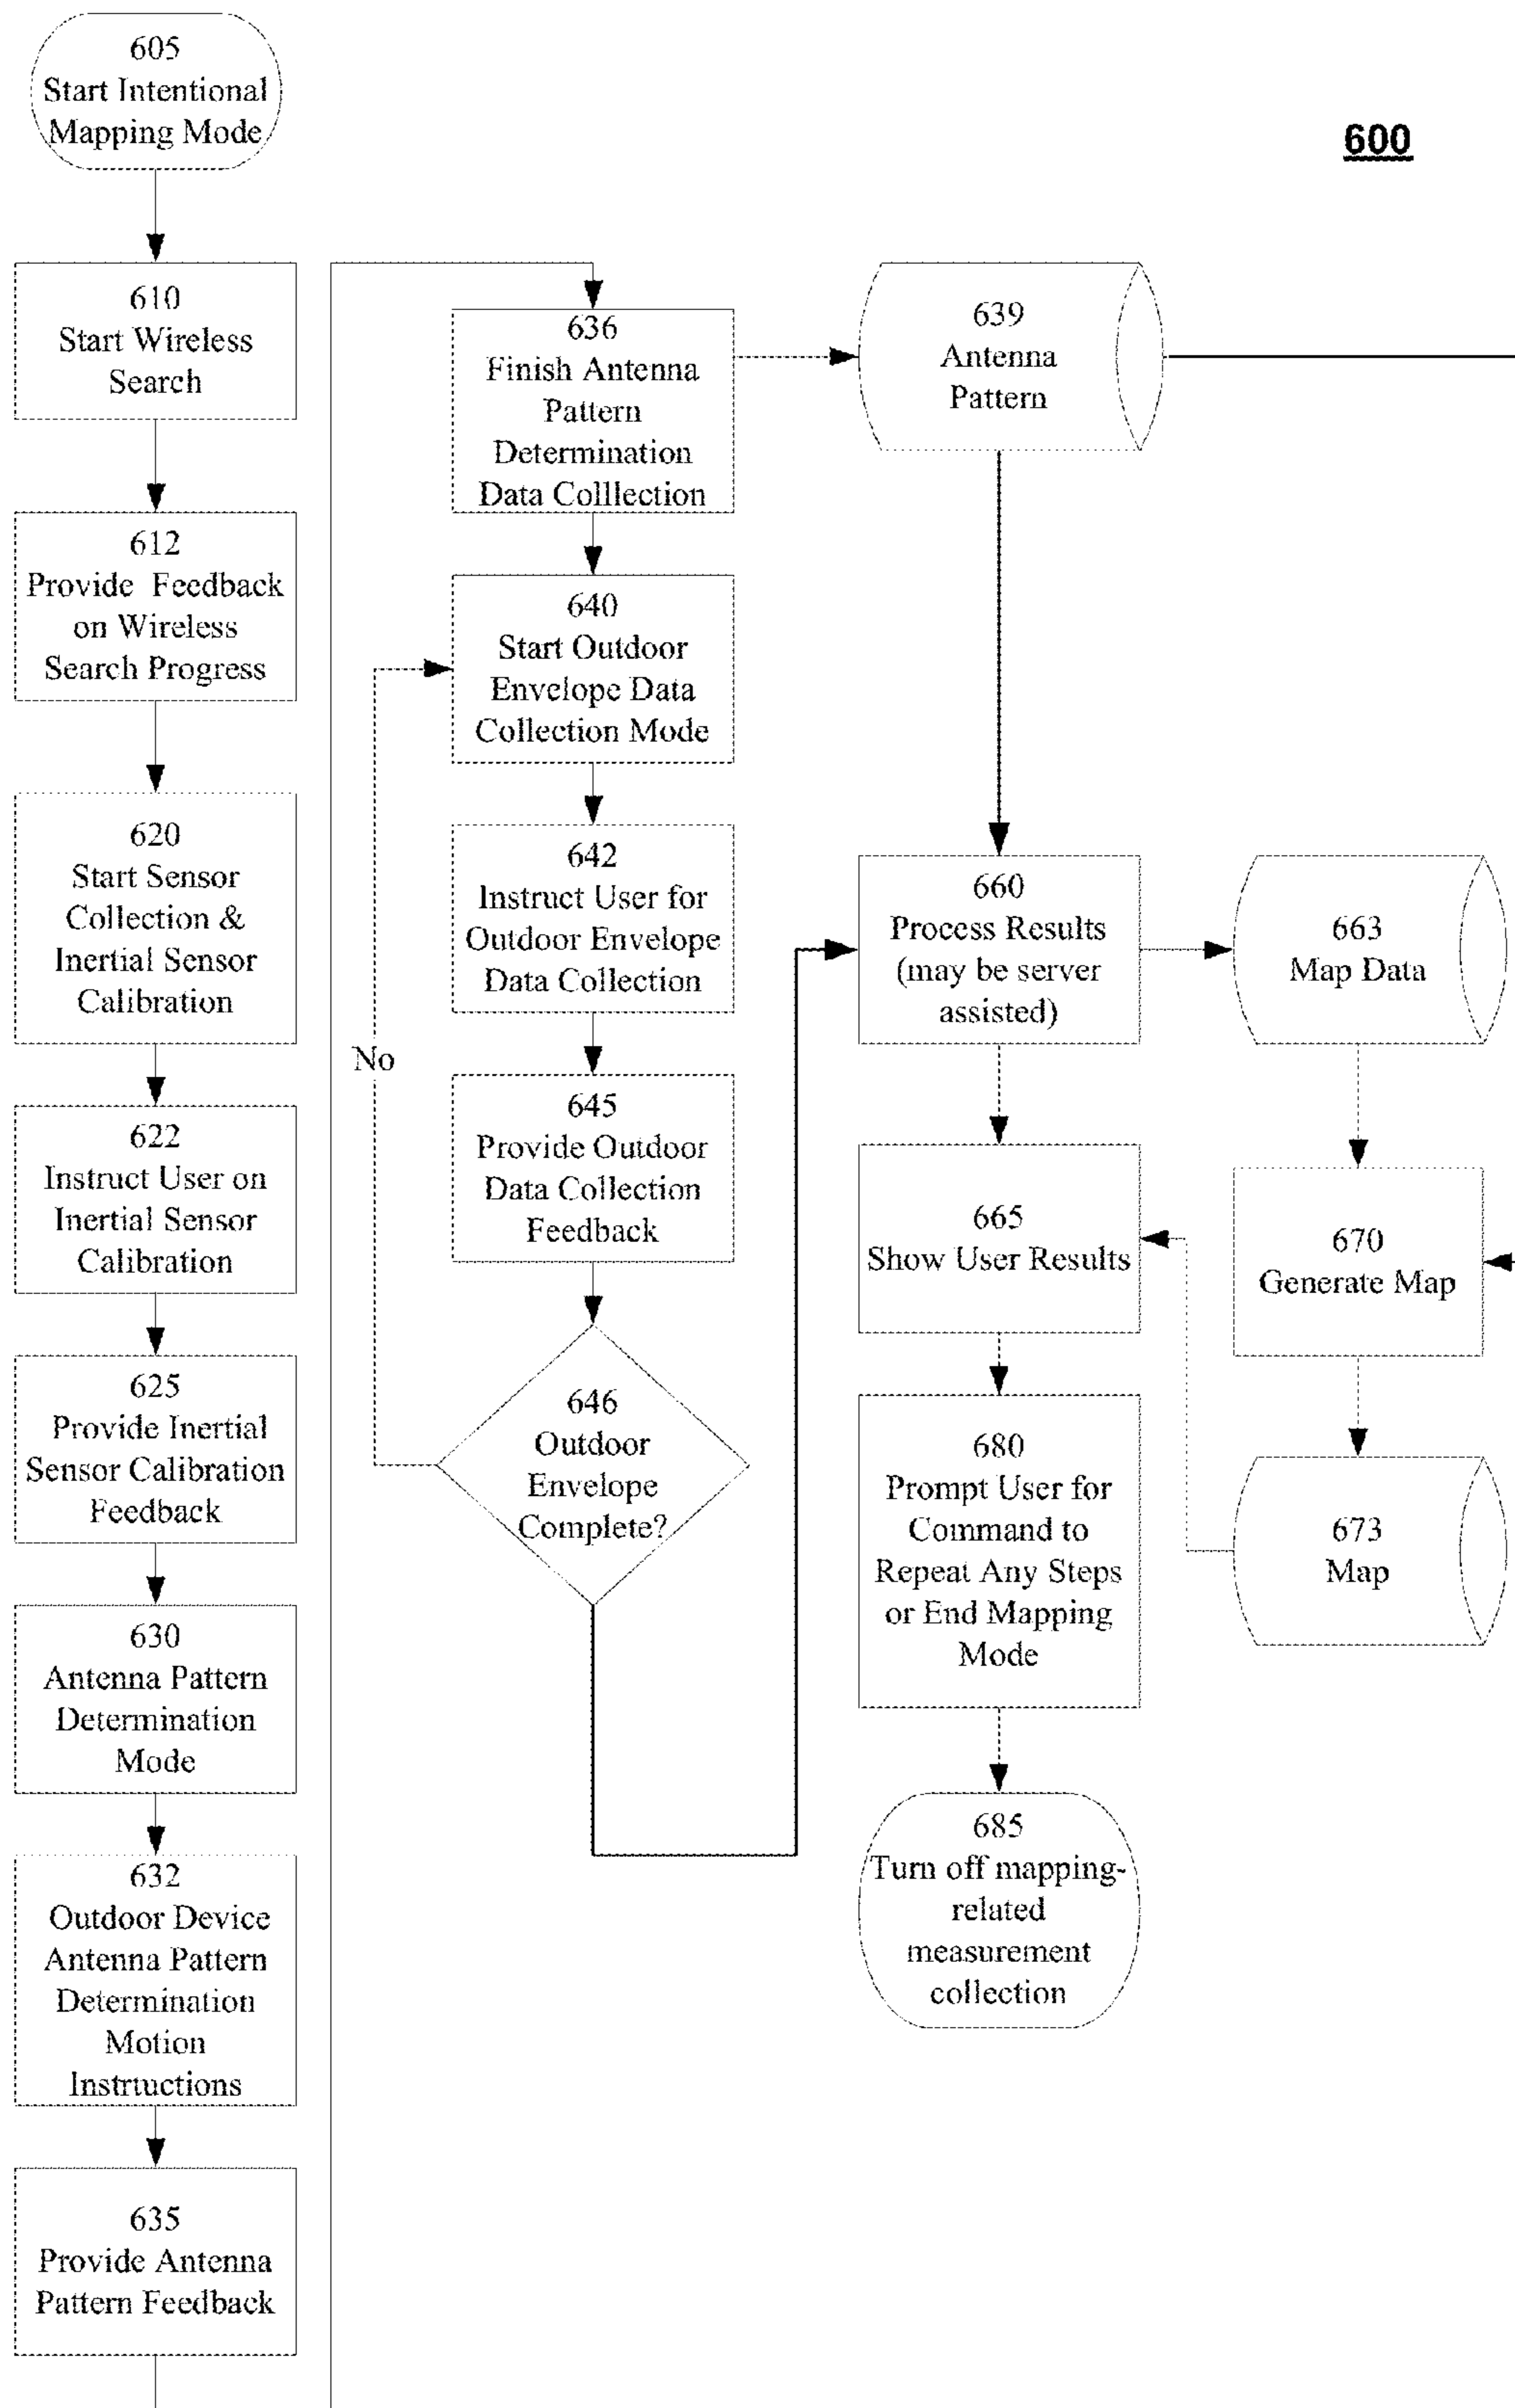 605
Start Intentional
Mapping Mode
600
610
Start Wireless
Search
612
Provide Feedback
on Wireless
Search Progress
620
Start Sensor
Collection &
Inertial Sensor
Calibration
622
Instruct User on
Inertial Sensor
Calibration
625
Provide Inertial
Sensor Calibration
Feedback
630
Antenna Pattern
Determination
Mode
632
Outdoor Device
Antenna Pattern
Determination
Motion
Instrtuctions
635
Provide Antenna
Pattern Feedback
636
Finish Antenna
Pattern
Determination
Data Colllection
639
Antenna
Pattern
640
Start Outdoor
Envelope Data
Collection Mode
642
Instruct User for
Outdoor Envelope
Data Collection
645
Provide Outdoor
Data Collection
Feedback
No
646
Outdoor
Envelope
Complete?
660
Process Results
(may be server
assisted)
663
Map Data
665
Show User Results
670
Generate Map
673
Map
680
Prompt User for
Command to
Repeat Any Steps
or End Mapping
Mode
685
Turn off mapping-
related
measurement
collection